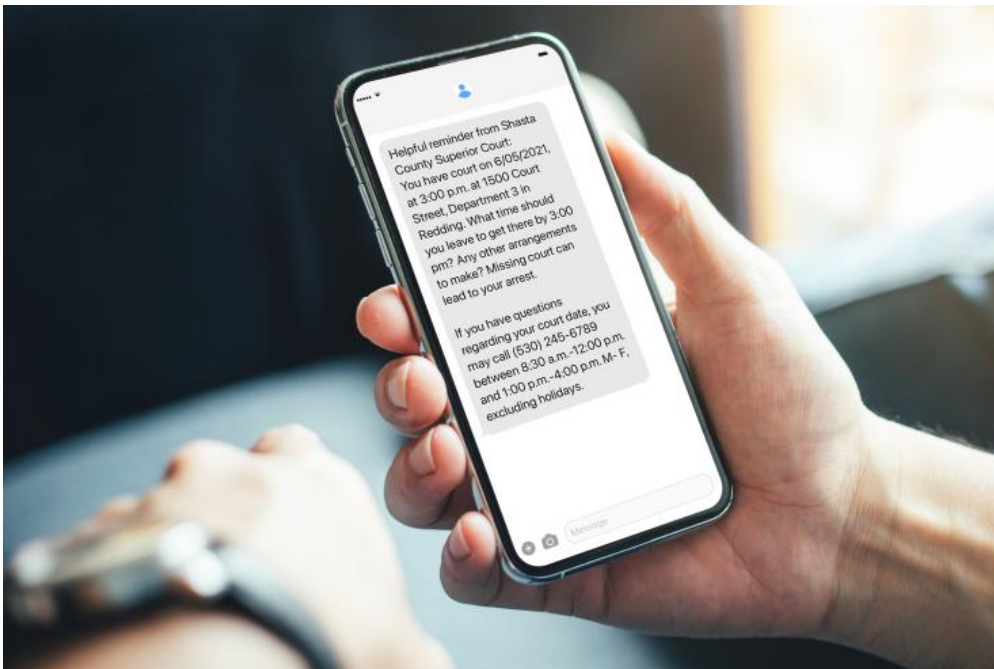 Helpful reminder from Shasta
County Superior Court:
You have court on 6/05/2021,
at 3:00 p.m. at 1500 Court
Street, Department 3 in
Redding. What time should
you leave to get there by 3:00
pm? Any other arrangements
to make? Missing court can
lead to your arrest.
If you have questions
regarding your court date, you
may call (530) 245-6789
between 8:30 a.m.-12:00 p.m.
and 1:00 p.m.-4:00 p.m. M- F,
excluding holidays.
Message